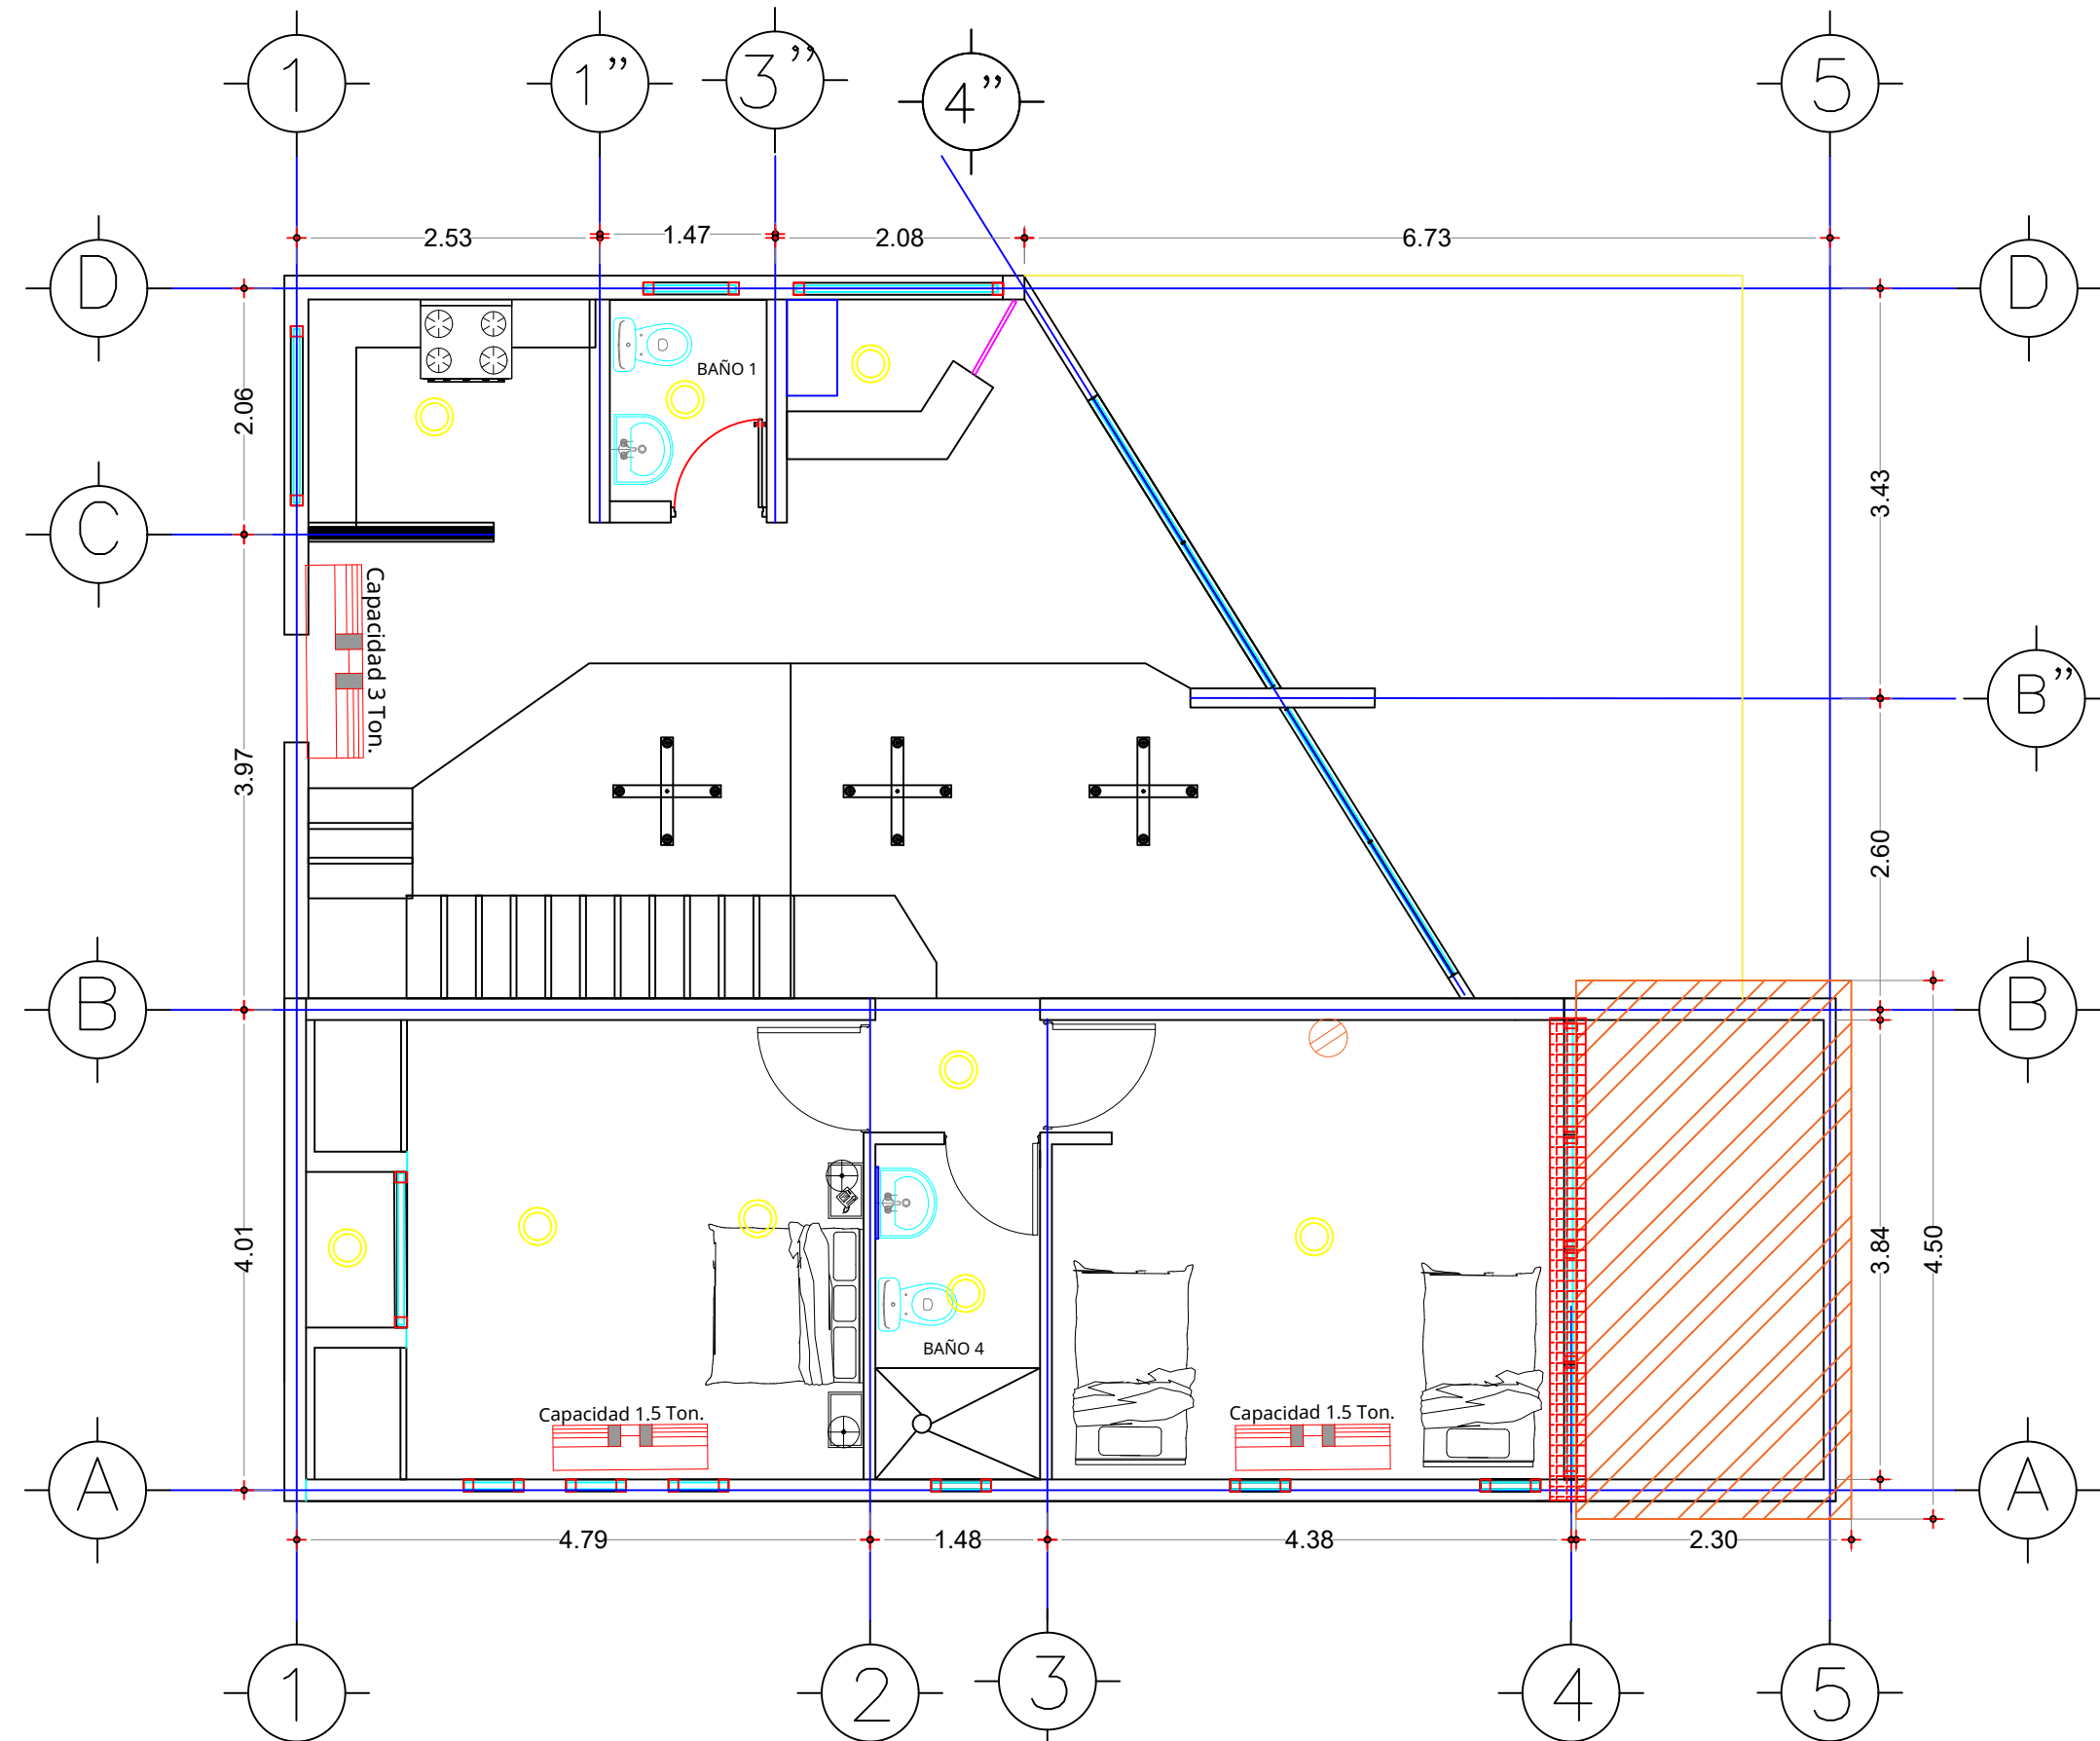 1
1”
3”
4”
5
2.53
1.47
2.08
6.73
D
D
BAÑO 1
2.06
3.43
C
Capacidad 3 Ton.
B”
3.97
2.60
B
B
4.01
3.84
4.50
BAÑO 4
Capacidad 1.5 Ton.
Capacidad 1.5 Ton.
A
A
4.79
1.48
4.38
2.30
1
2
3
4
5